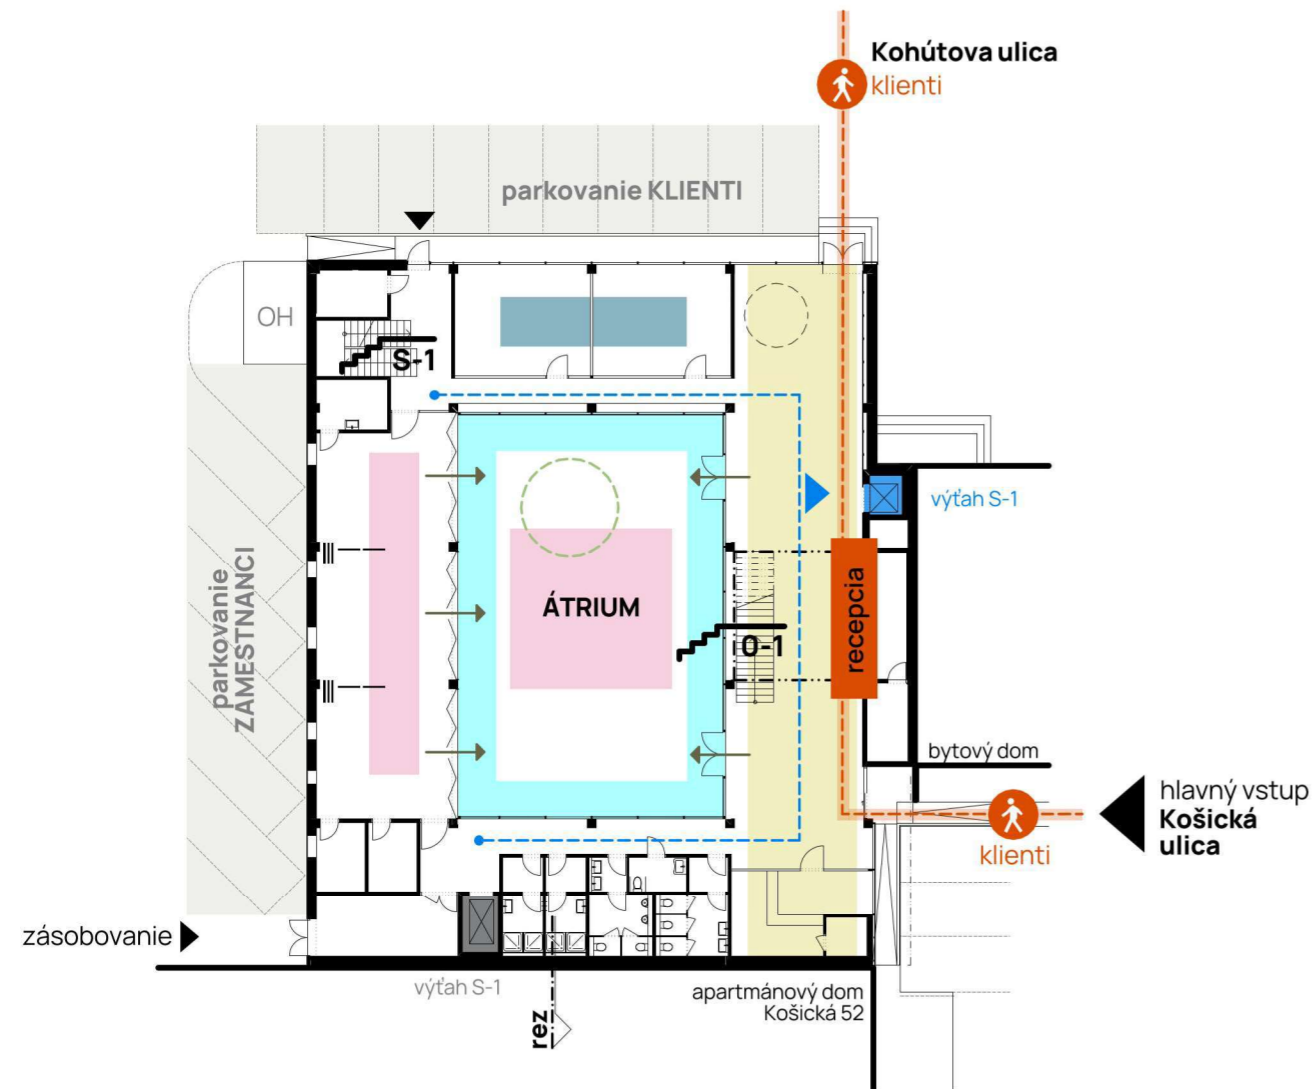 Kohútova ulica
klienti
parkovanie KLIENTI
OH
S-1
výťah S-1
parkovanie
ZAMESTNANCI
ÁTRIUM
recepcia
0-1
bytový dom
hlavný vstup
Košická
ulica
klienti
zásobovanie
výťah S-1
apartmánový dom
Košická 52
rez